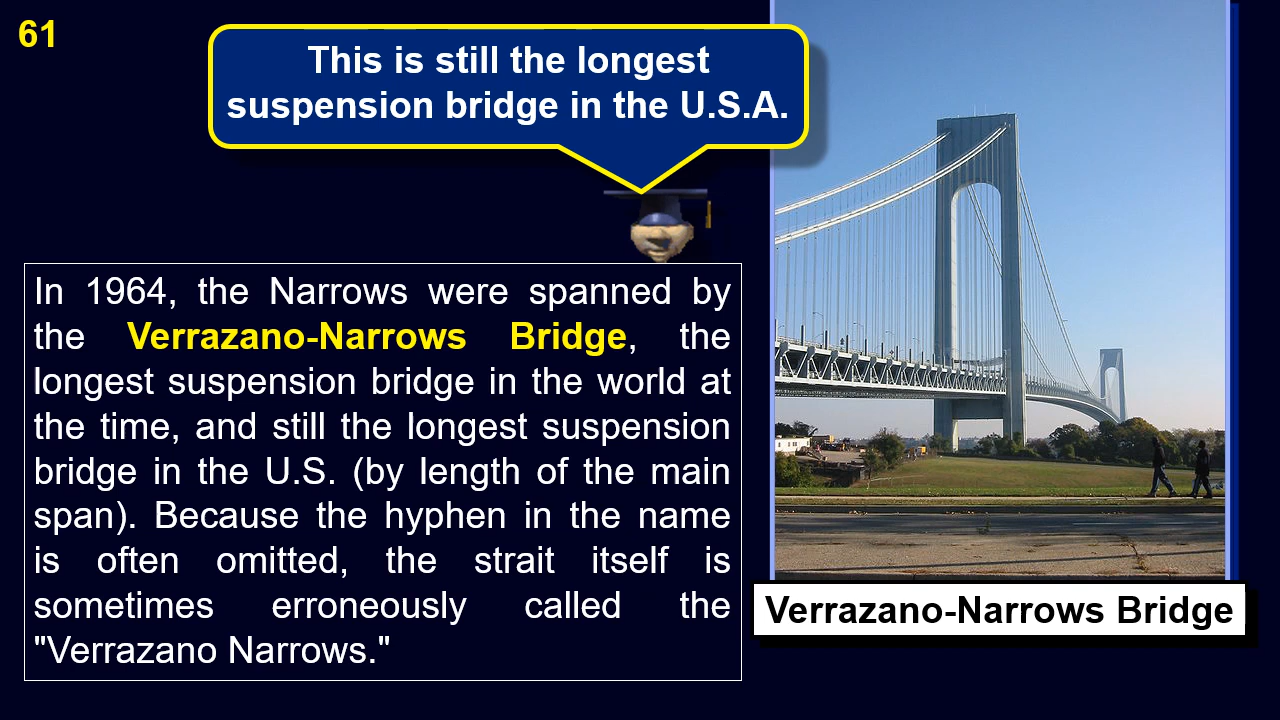 61
This is still the longest
suspension bridge in the U.S.A.
In 1964, the Narrows were spanned by
the Verrazano-Narrows Bridge, the
longest suspension bridge in the world at
the time, and still the longest suspension
bridge in the U.S. (by length of the main
span). Because the hyphen in the name
is often omitted, the strait itself is
sometimes erroneously called the
"Verrazano Narrows."
Verrazano-Narrows Bridge